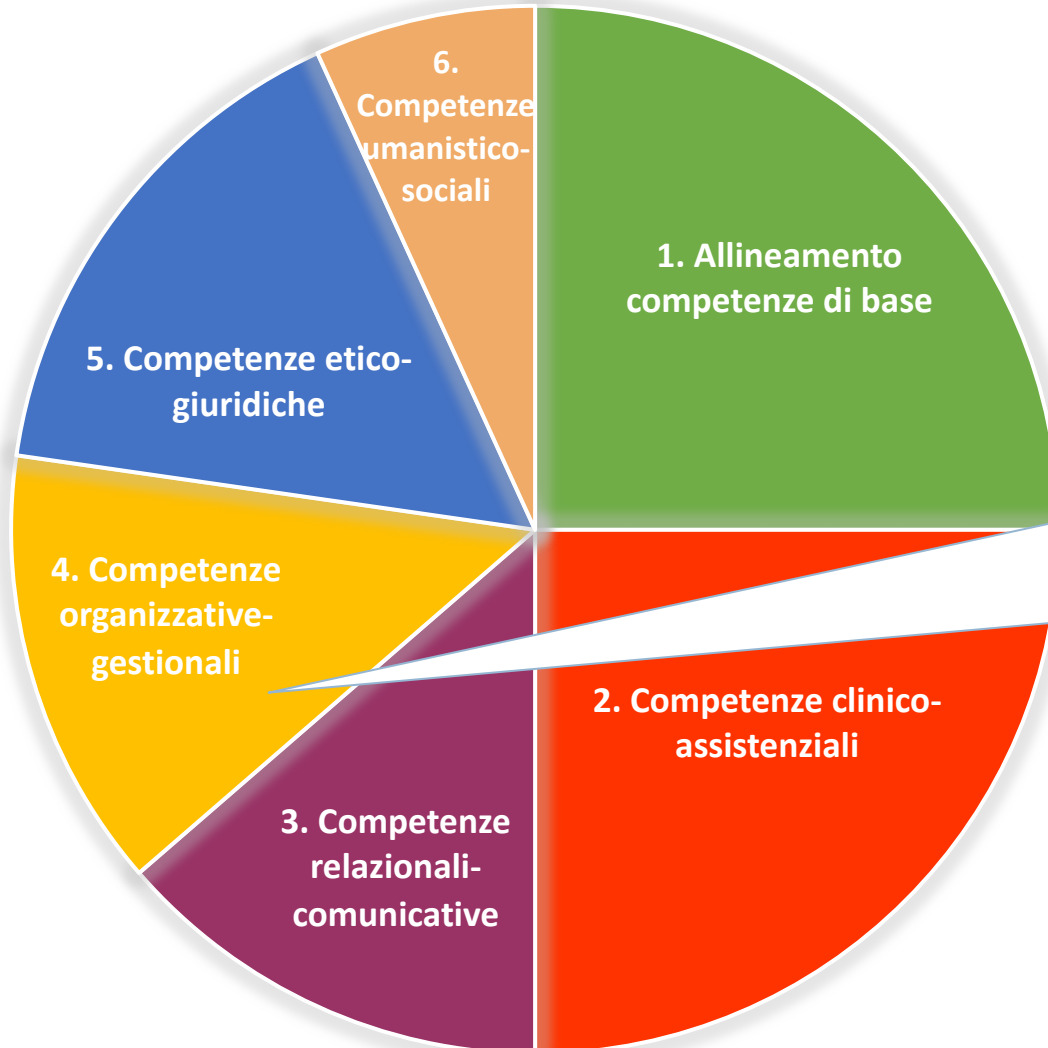 1. Allineamento
competenze di base
2. Competenze clinico-
assistenziali
3. Competenze
relazionali-
comunicative
4. Competenze
organizzative-
gestionali
5. Competenze etico-
giuridiche
6.
Competenze
umanistico-
sociali